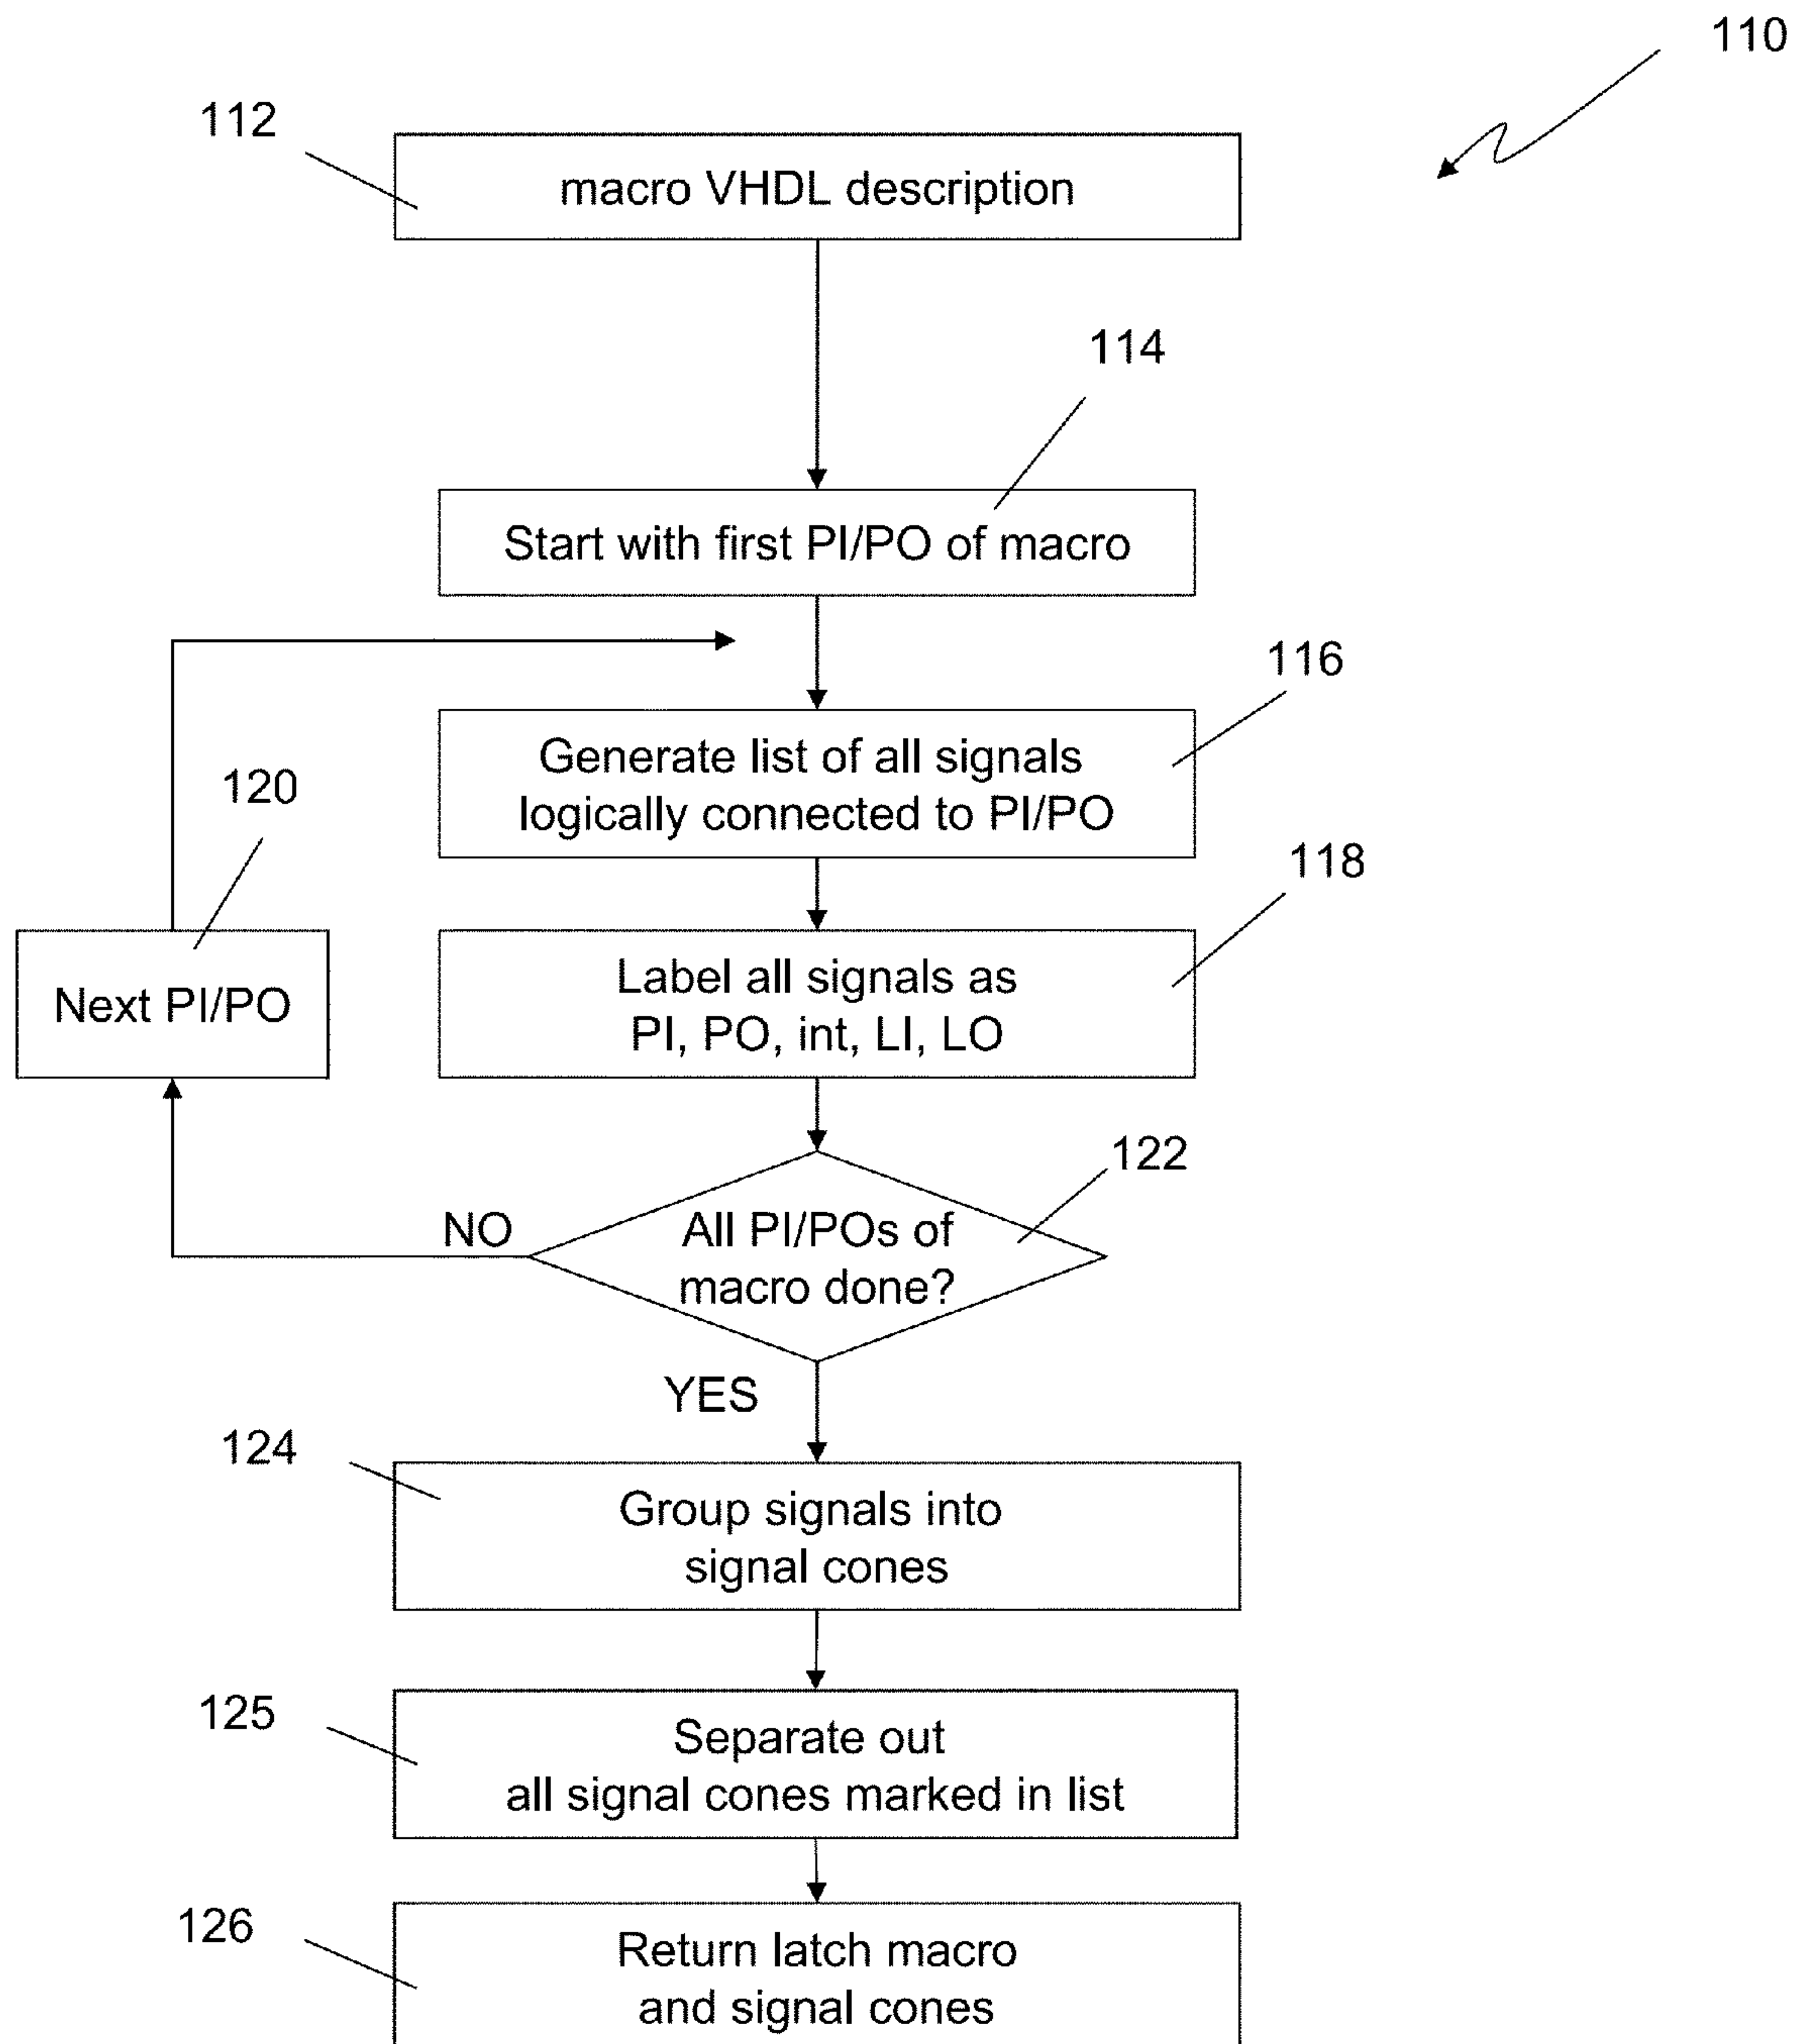 110
112
macro VHDL description
114
Start with first PI/PO of macro
116
Generate list of all signals
logically connected to PI/PO
120
118
Next PI/PO
Label all signals as
PI, PO, int, LI, LO
122
NO
All PI/POs of
macro done?
YES
124
Group signals into
signal cones
125
Separate out
all signal cones marked in list
126
Return latch macro
and signal cones